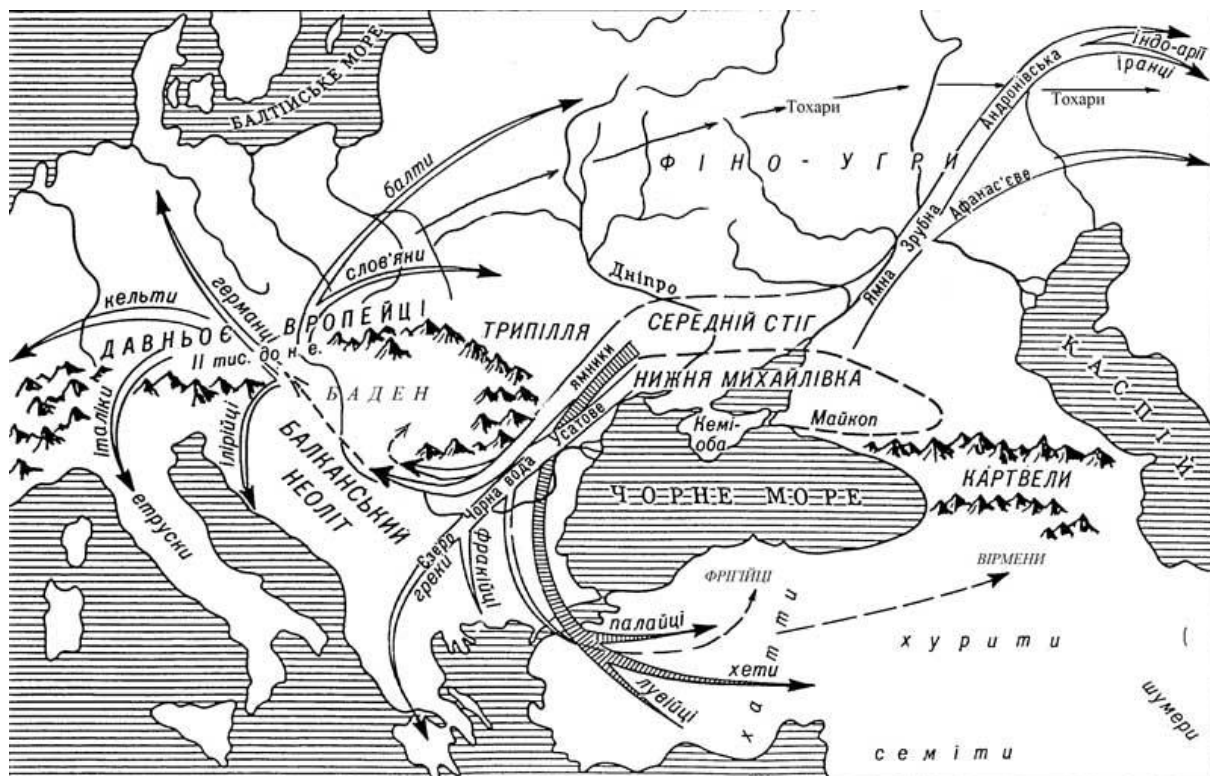 БАЛТІЙСЬКЕ МОРЕ
балти
слов'яни
германці
кельти
ДАВНЬОЄВРОПЕЙЦІ
II тис. до н. е.
італіки
іллірійці
етруски
БАДЕН
БАЛКАНСЬКИЙ
НЕОЛІТ
ТРИПІЛЛЯ
Дніпро
СЕРЕДНІЙ СТІГ
ямники
Усатове
НИЖНЯ МИХАЙЛІВКА
Кемі-
оба
Майкоп
Чорна вода
Езеро
греки
фракійці
ЧОРНЕ МОРЕ
ФІНО-УГРИ
Тохари
Тохари
Ямна
Зрубна
Андронівська
Афанас'єве
індо-арії
іранці
КАСПІЙ
КАРТВЕЛИ
ВІРМЕНИ
ФРІГІЙЦІ
палайці
хети
лувійці
хатти
хурити
семіти
шумери